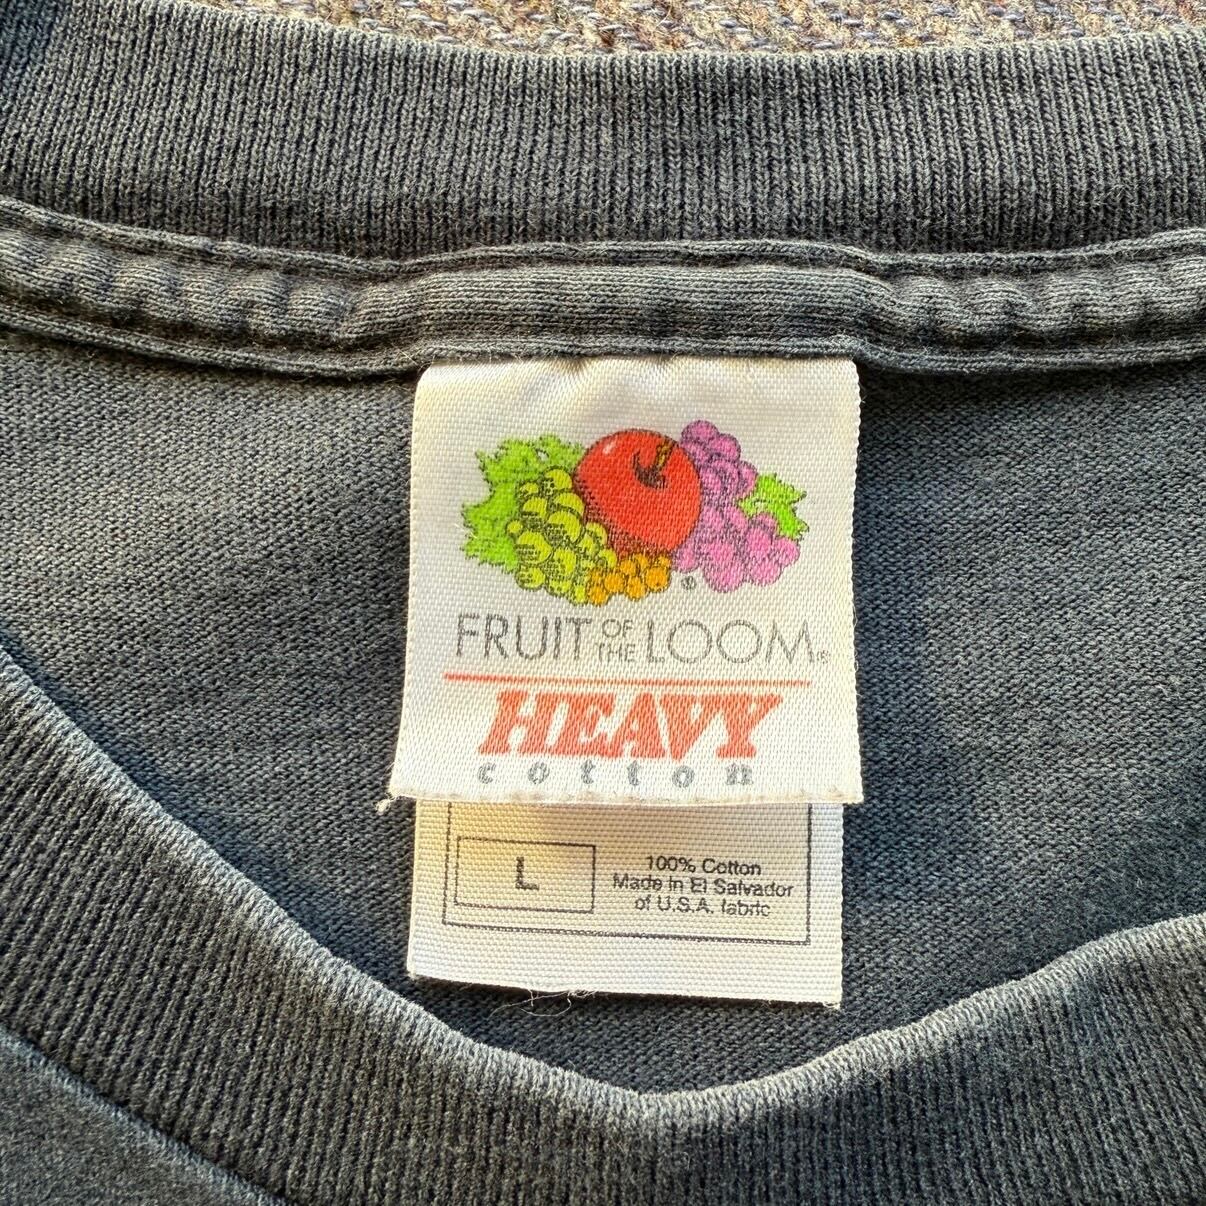 ®
FRUIT OF THE LOOM®
HEAVY
cotton
L
100% Cotton
Made in El Salvador
of U.S.A. fabric